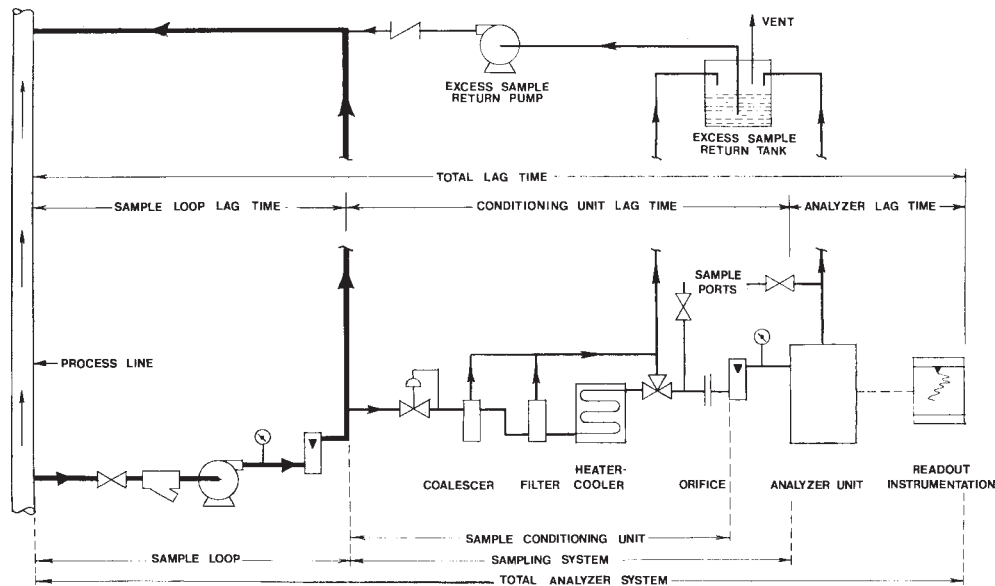 VENT
EXCESS SAMPLE
RETURN PUMP
EXCESS SAMPLE
RETURN TANK
TOTAL LAG TIME
SAMPLE LOOP LAG TIME
CONDITIONING UNIT LAG TIME
ANALYZER LAG TIME
SAMPLE
PORTS
PROCESS LINE
COALESCER
FILTER
HEATER-
COOLER
ORIFICE
ANALYZER UNIT
READOUT
INSTRUMENTATION
SAMPLE CONDITIONING UNIT
SAMPLE LOOP
SAMPLING SYSTEM
TOTAL ANALYZER SYSTEM